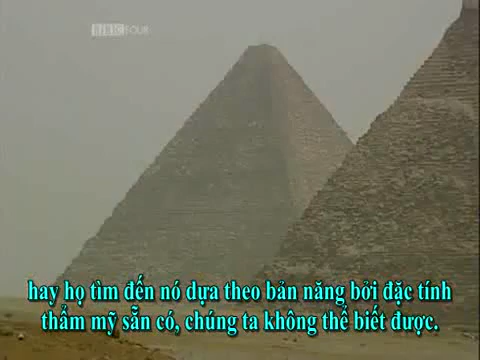 BBC FOUR
hay họ tìm đến nó dựa theo bản năng bởi đặc tính
thẩm mỹ sẵn có, chúng ta không thể biết được.